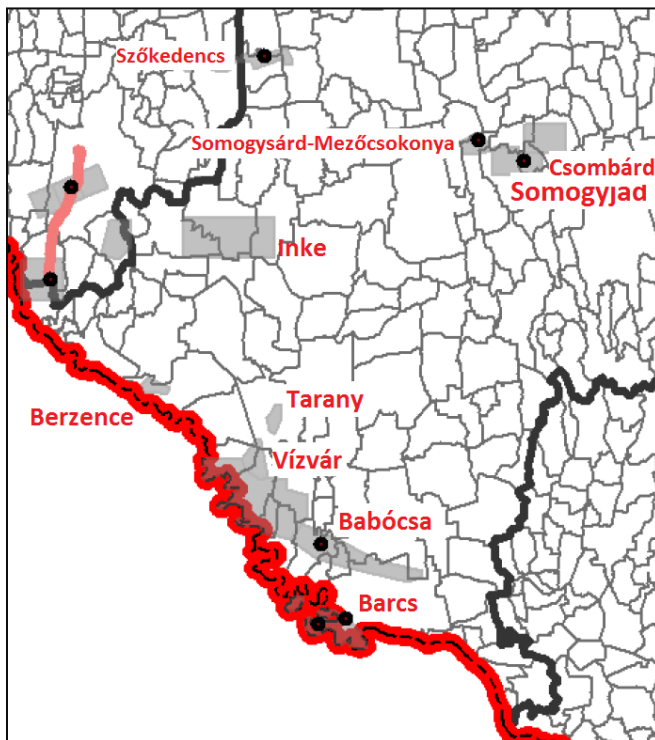 Szőkedencs
Somogysárd-Mezőcsokonya
Csombárd
Somogyjad
Inke
Tarany
Berzence
Vízvár
Babócsa
Barcs